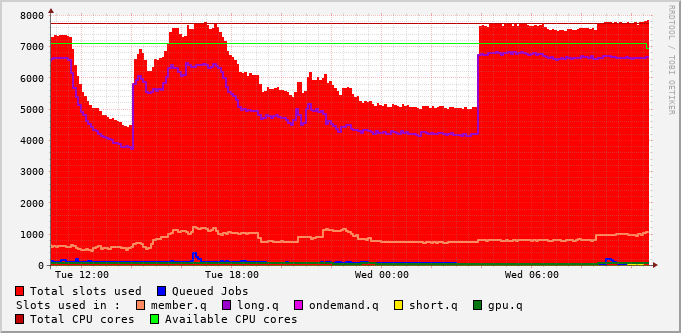 8000
7000
6000
5000
4000
3000
2000
1000
0
Tue 12:00 Tue 18:00 Wed 00:00 Wed 06:00
RRDTOOL / TOBI OETIKER
Total slots used Queued Jobs
Slots used in : member.q long.q ondemand.q short.q gpu.q
Total CPU cores Available CPU cores